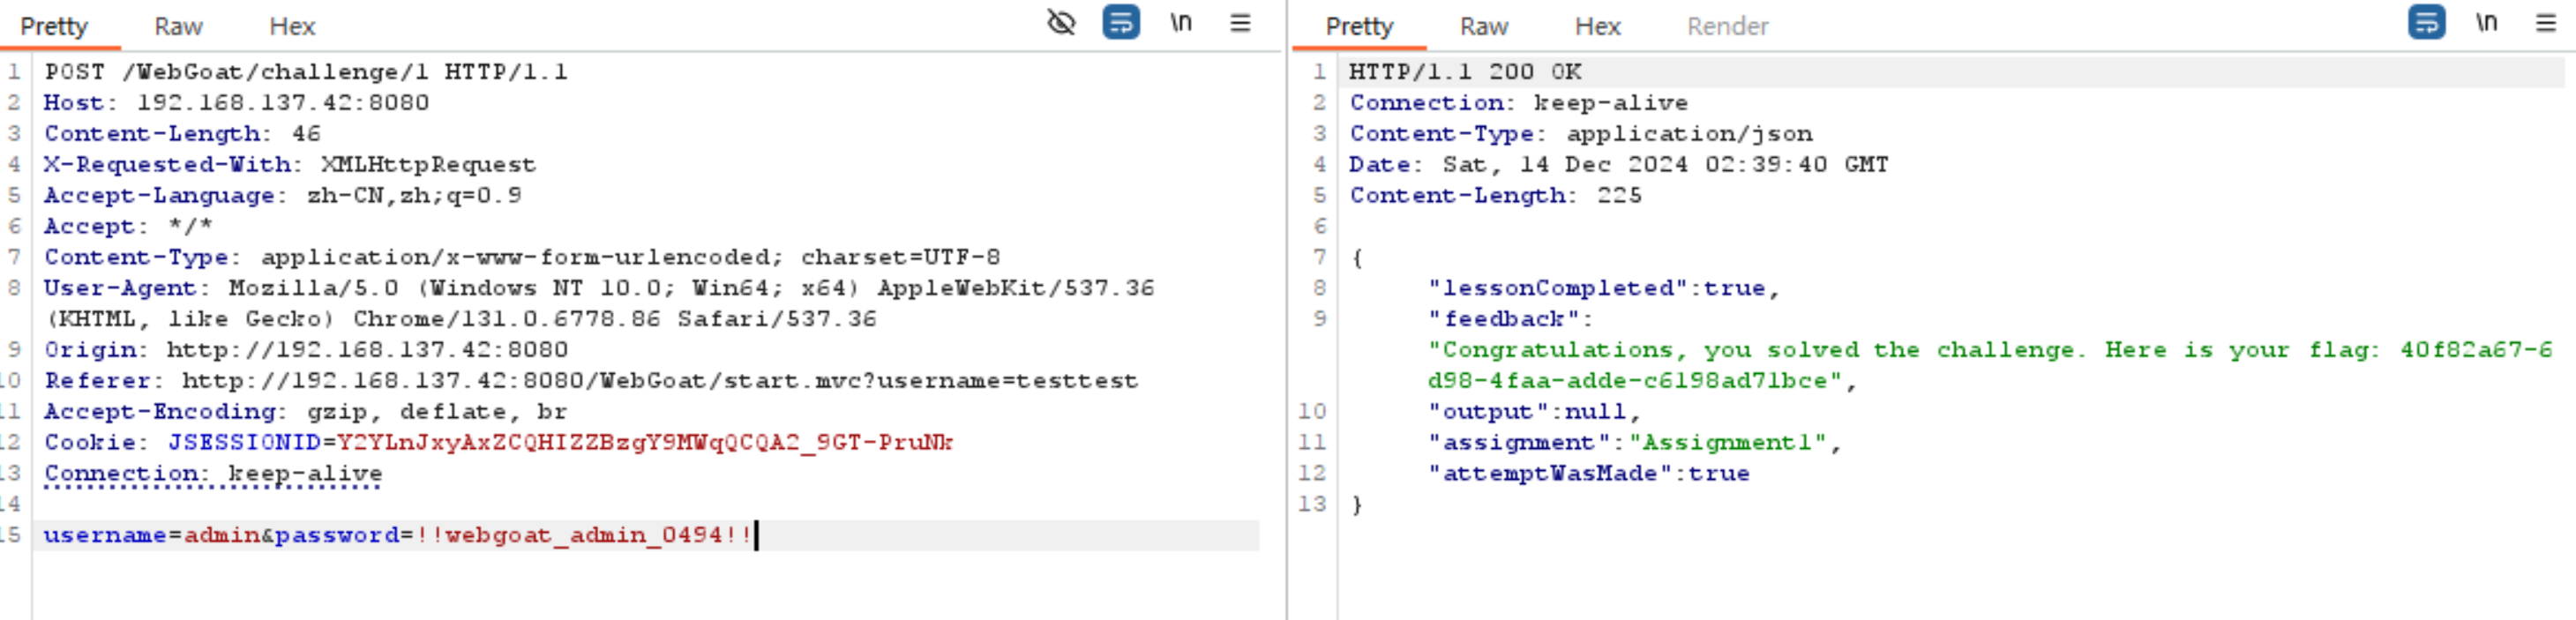 Pretty Raw Hex \n
1 POST /WebGoat/challenge/1 HTTP/1.1
2 Host: 192.168.137.42:8080
3 Content-Length: 46
4 X-Requested-With: XMLHttpRequest
5 Accept-Language: zh-CN,zh;q=0.9
6 Accept: */*
7 Content-Type: application/x-www-form-urlencoded; charset=UTF-8
8 User-Agent: Mozilla/5.0 (Windows NT 10.0; Win64; x64) AppleWebKit/537.36
(KHTML, like Gecko) Chrome/131.0.6778.86 Safari/537.36
9 Origin: http://192.168.137.42:8080
10 Referer: http://192.168.137.42:8080/WebGoat/start.mvc?username=testtest
11 Accept-Encoding: gzip, deflate, br
12 Cookie: JSESSIONID=Y2YLnJxyAxZCQHIZZBzgY9MWqQCQA2_9GT-PruNk
13 Connection: keep-alive
14
15 username=admin&password=!!webgoat_admin_0494!!
Pretty Raw Hex Render \n
1 HTTP/1.1 200 OK
2 Connection: keep-alive
3 Content-Type: application/json
4 Date: Sat, 14 Dec 2024 02:39:40 GMT
5 Content-Length: 225
6
7 {
8 "lessonCompleted":true,
9 "feedback":
"Congratulations, you solved the challenge. Here is your flag: 40f82a67-6
d98-4faa-adde-c6198ad71bce",
10 "output":null,
11 "assignment":"Assignment1",
12 "attemptWasMade":true
13 }